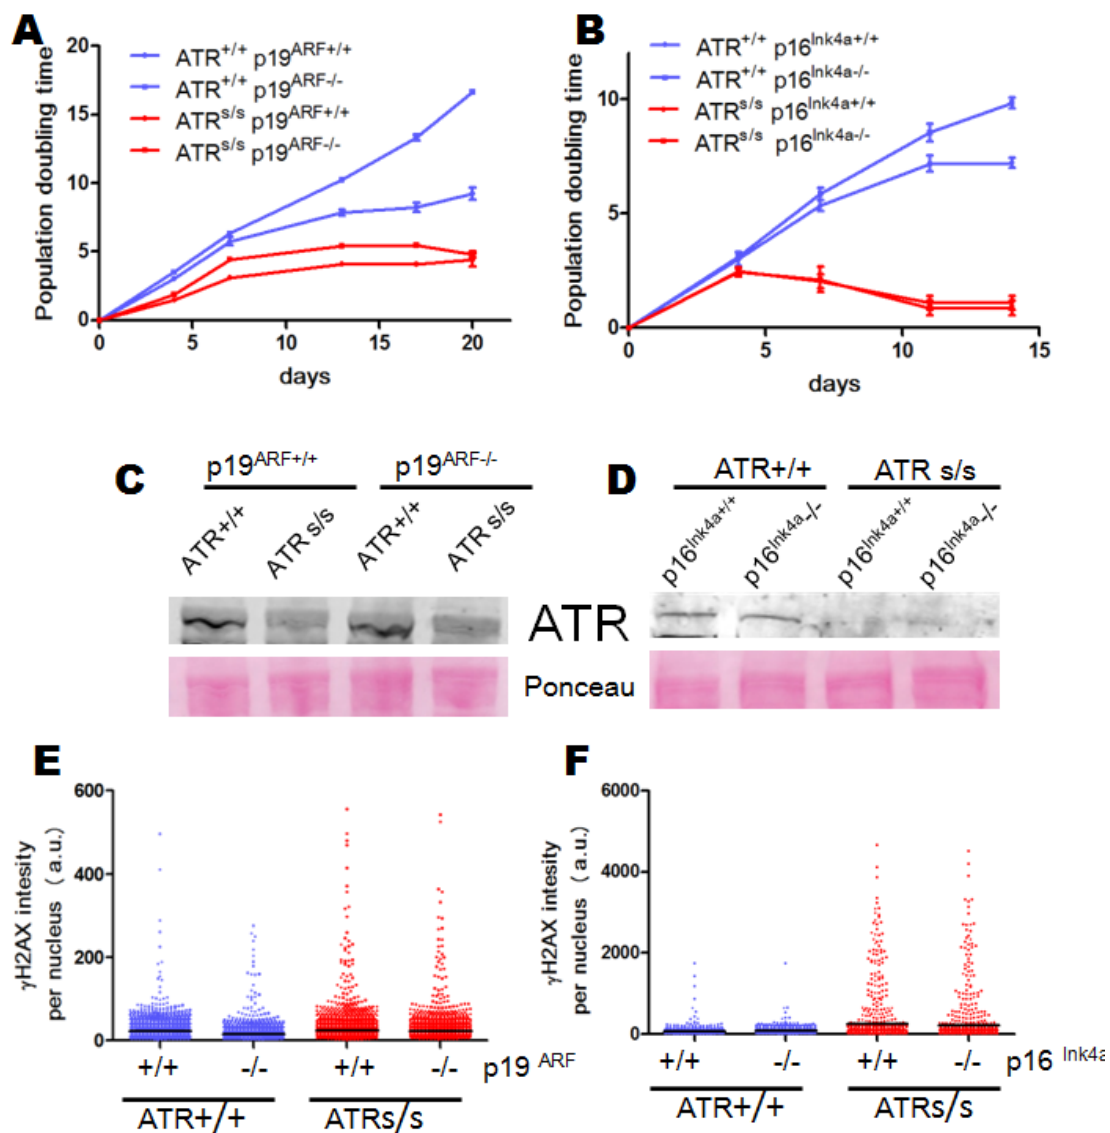 A
Population doubling time
20
15
10
5
0
0 5 10 15 20
days
ATR+/+ p19ARF+/+
ATR+/+ p19ARF-/-
ATRs/s p19ARF+/+
ATRs/s p19ARF-/-
B
Population doubling time
10
5
0
0 5 10 15
days
ATR+/+ p16Ink4a+/+
ATR+/+ p16Ink4a-/-
ATRs/s p16Ink4a+/+
ATRs/s p16Ink4a-/-
C
p19ARF+/+ p19ARF-/-
ATR+/+ ATR s/s ATR+/+ ATR s/s
ATR
Ponceau
D
ATR+/+ ATR s/s
p16Ink4a+/+ p16Ink4a-/- p16Ink4a+/+ p16Ink4a-/-
E
γH2AX intesity
per nucleus ( a.u.)
600
400
200
0
+/+ -/- +/+ -/- p19 ARF
ATR+/+ ATRs/s
F
γH2AX intesity
per nucleus ( a.u.)
6000
4000
2000
0
+/+ -/- +/+ -/- p16 Ink4a
ATR+/+ ATRs/s